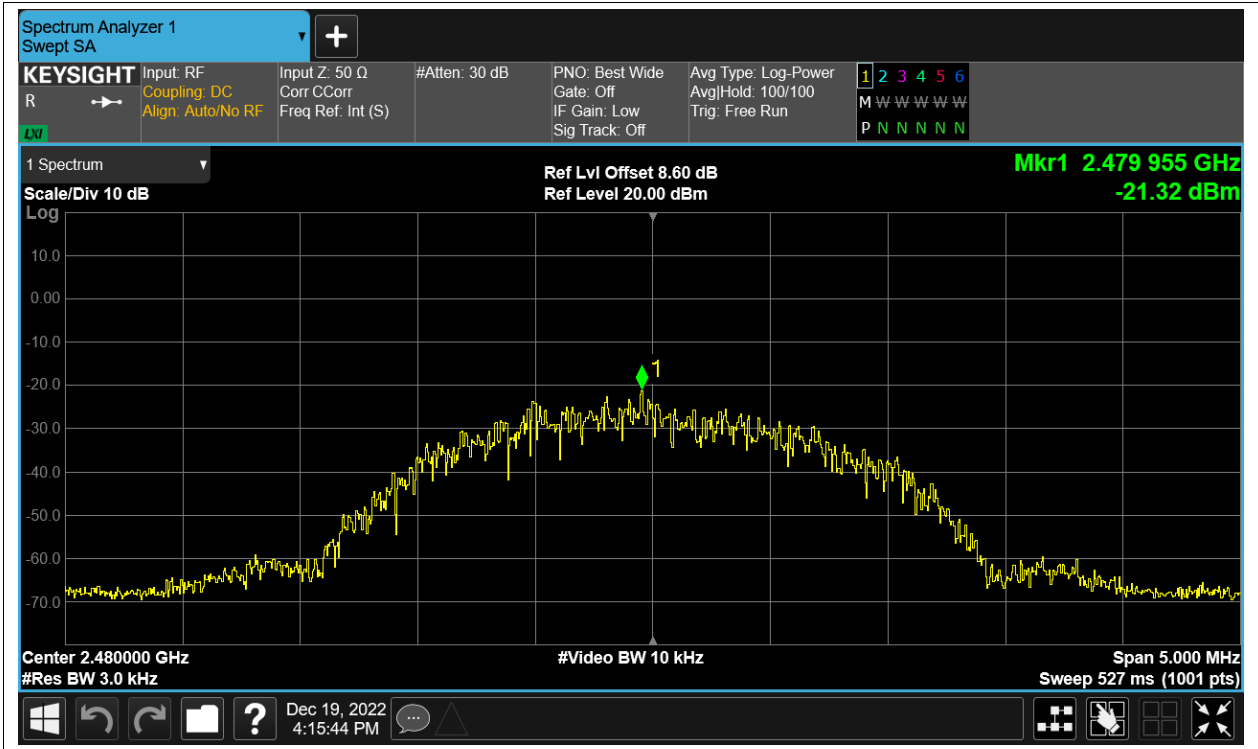 Spectrum Analyzer 1
Swept SA
KEYSIGHT
R
LXI
Input: RF
Coupling: DC
Align: Auto/No RF
Input Z: 50 Ω
Corr CCorr
Freq Ref: Int (S)
#Atten: 30 dB
PNO: Best Wide
Gate: Off
IF Gain: Low
Sig Track: Off
Avg Type: Log-Power
Avg|Hold: 100/100
Trig: Free Run
1 2 3 4 5 6
M W W W W W
P N N N N N
1 Spectrum
Scale/Div 10 dB
Log
Ref Lvl Offset 8.60 dB
Ref Level 20.00 dBm
Mkr1 2.479 955 GHz
-21.32 dBm
10.0
0.00
-10.0
1
-20.0
-30.0
-40.0
-50.0
-60.0
-70.0
Center 2.480000 GHz
#Res BW 3.0 kHz
#Video BW 10 kHz
Span 5.000 MHz
Sweep 527 ms (1001 pts)
?
Dec 19, 2022
4:15:44 PM